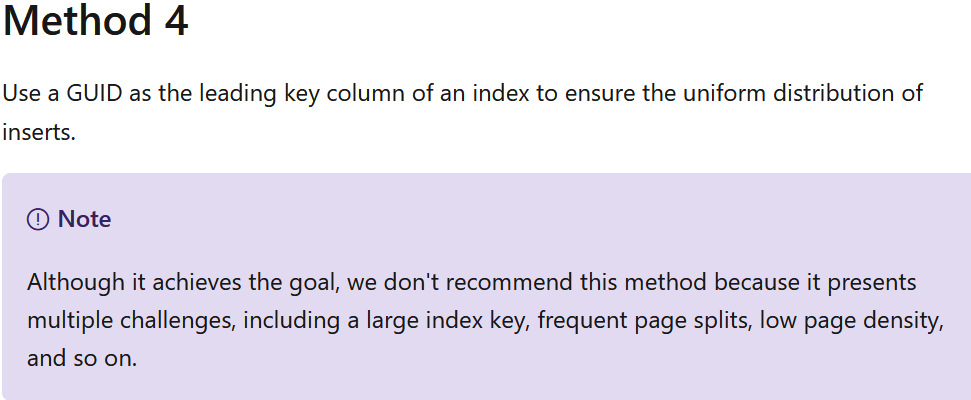 Method 4
Use a GUID as the leading key column of an index to ensure the uniform distribution of
inserts.
Note
Although it achieves the goal, we don't recommend this method because it presents
multiple challenges, including a large index key, frequent page splits, low page density,
and so on.